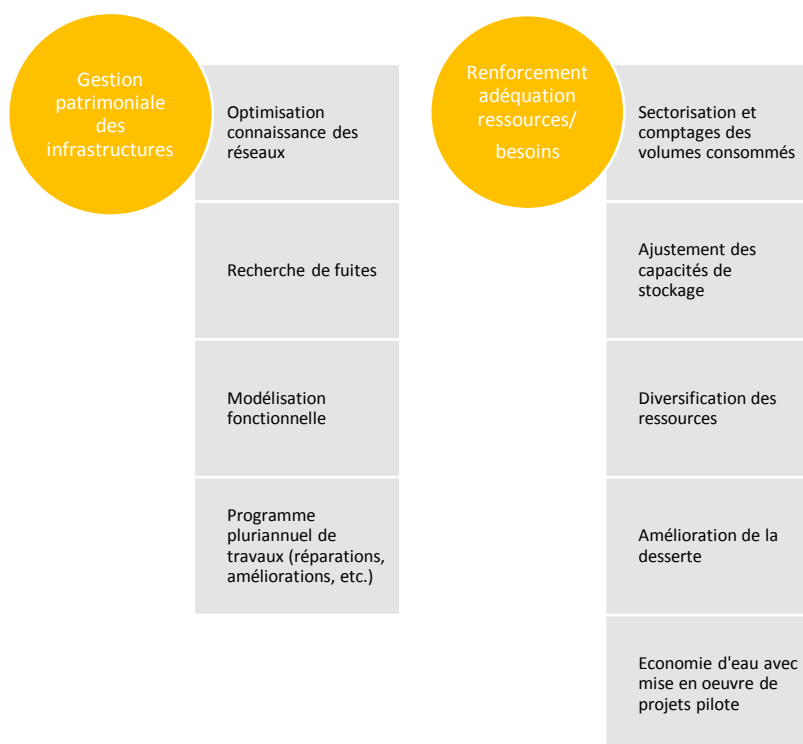 Gestion
patrimoniale
des
infrastructures
Optimisation
connaissance des
réseaux
Recherche de fuites
Modélisation
fonctionnelle
Programme
pluriannuel de
travaux (réparations,
améliorations, etc.)
Renforcement
adéquation
ressources/
besoins
Sectorisation et
comptages des
volumes consommés
Ajustement des
capacités de
stockage
Diversification des
ressources
Amélioration de la
desserte
Economie d'eau avec
mise en oeuvre de
projets pilote